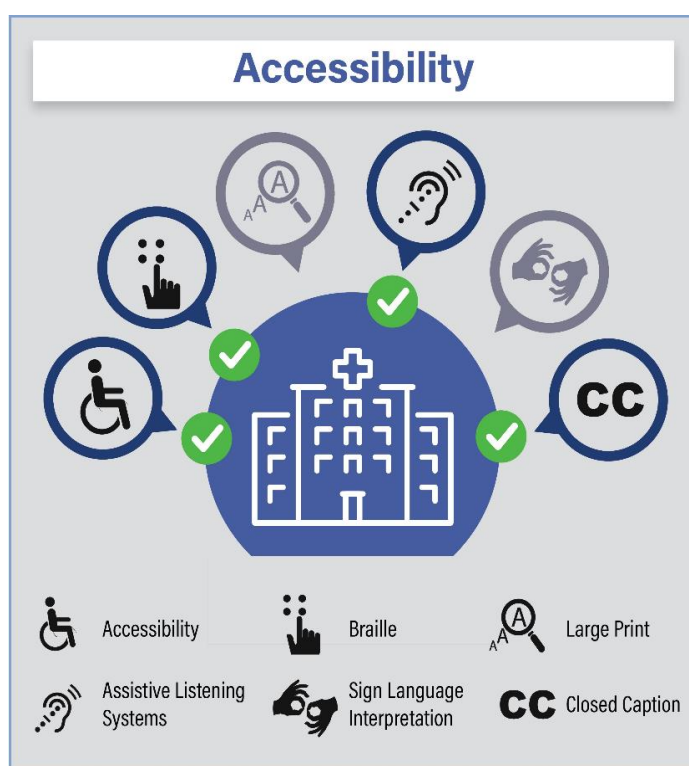 Accessibility
A
A
A
CC
Accessibility
Braille
A
A
A
Large Print
Assistive Listening
Systems
Sign Language
Interpretation
CC
Closed Caption